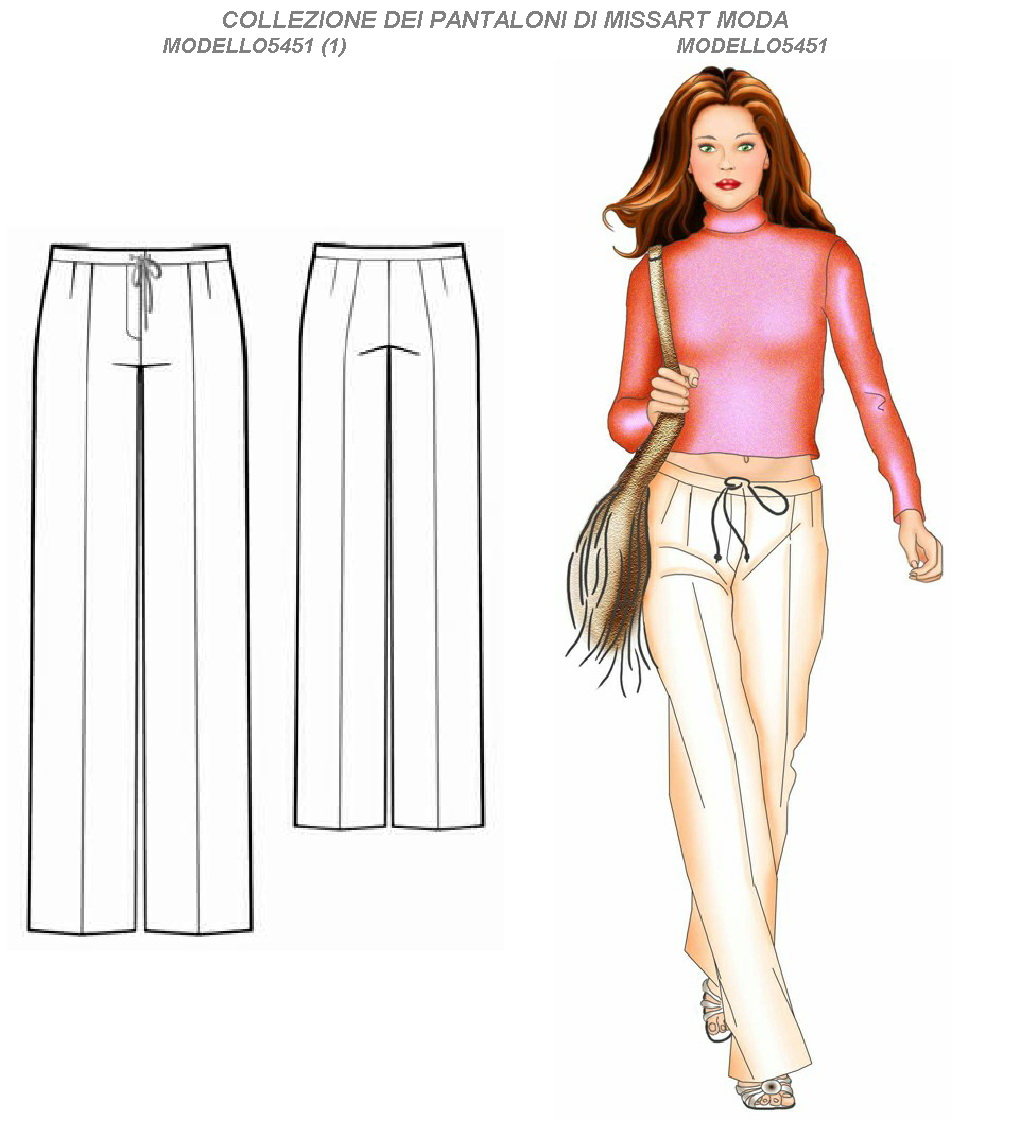 COLLEZIONE DEI PANTALONI DI MISSART MODA
MODELLO5451 (1)
MODELLO5451